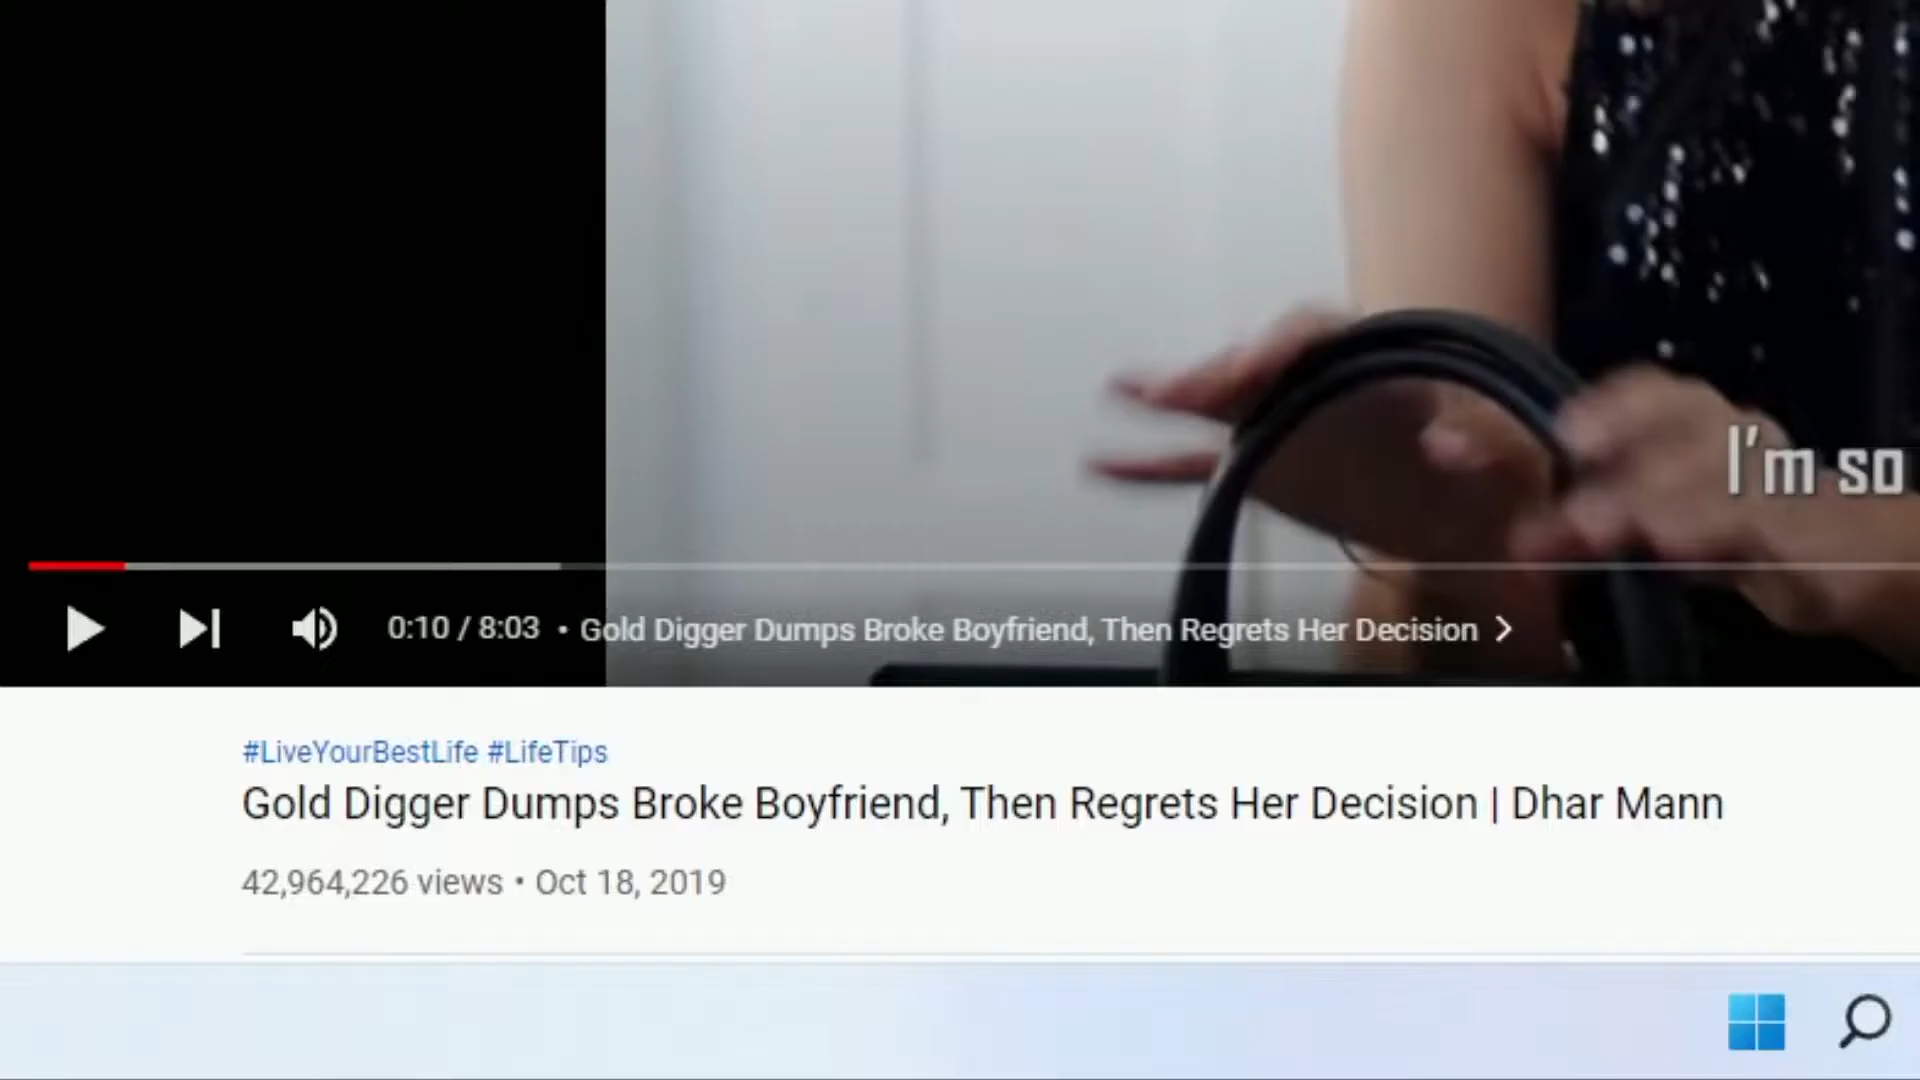 I'm so
0:10 / 8:03 • Gold Digger Dumps Broke Boyfriend, Then Regrets Her Decision
#LiveYourBestLife #LifeTips
Gold Digger Dumps Broke Boyfriend, Then Regrets Her Decision | Dhar Mann
42,964,226 views • Oct 18, 2019